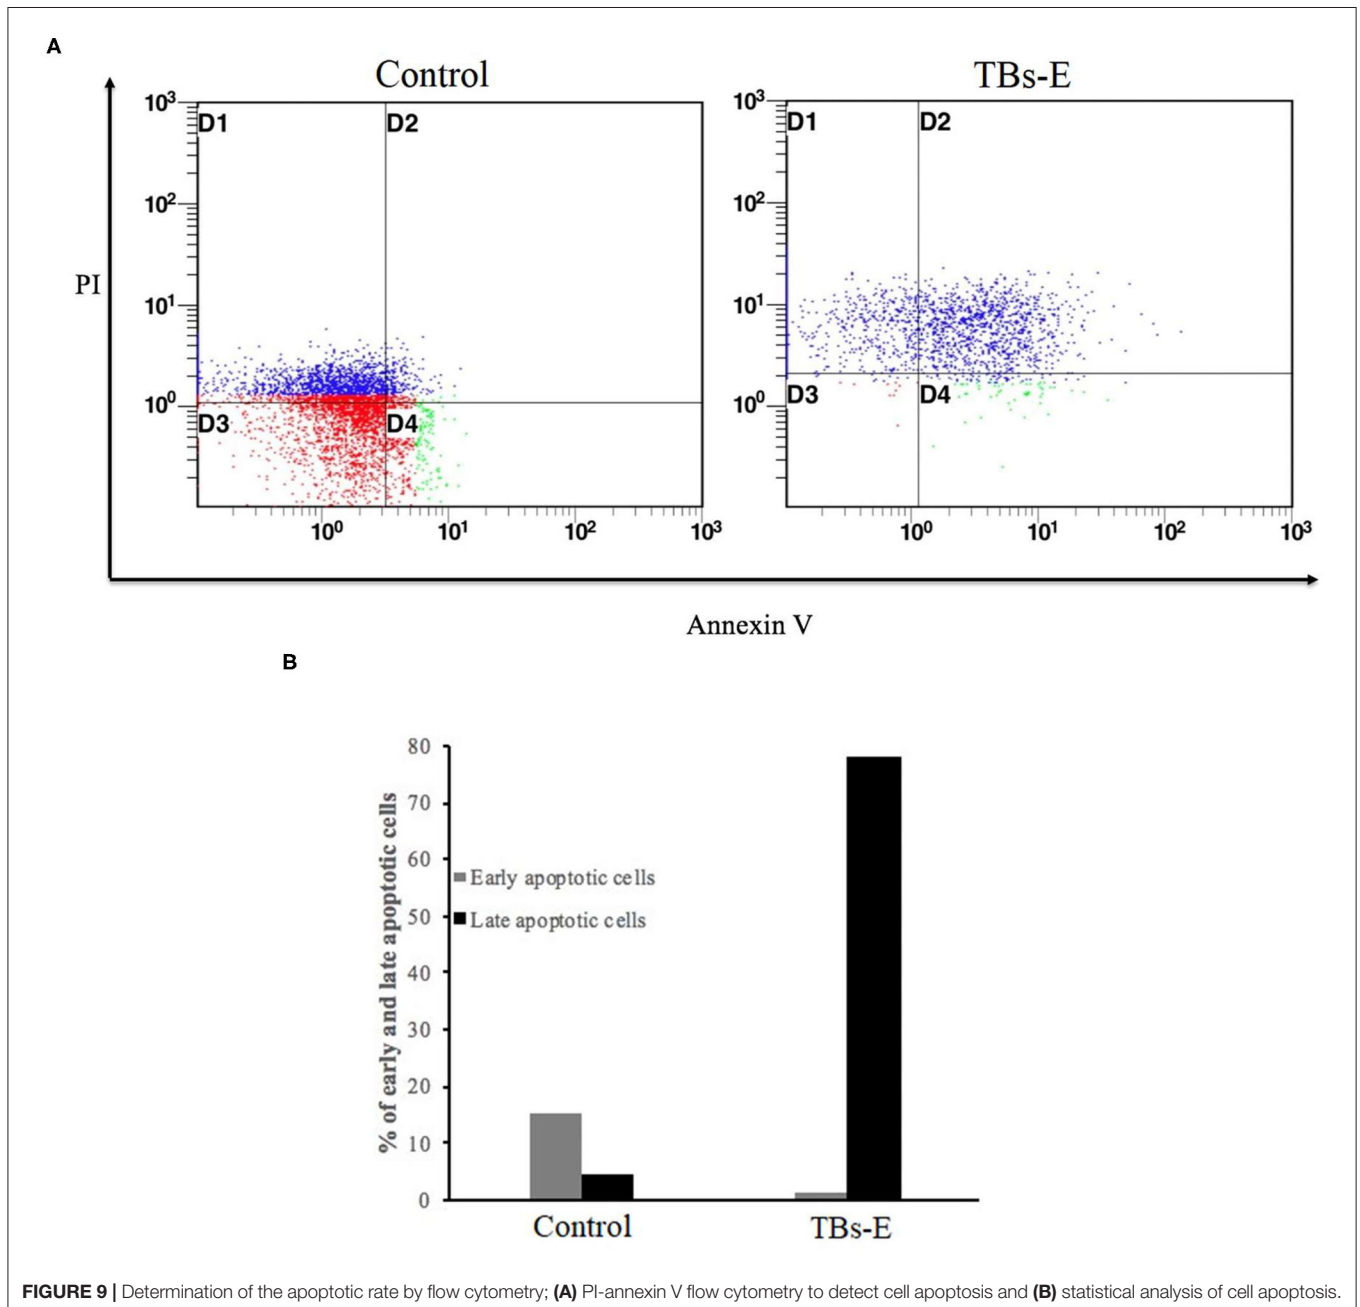 A
Control
TBs-E
10³
D1
D2
10³
D1
D2
10²
10²
PI
10¹
10¹
10⁰
D3
D4
10⁰
D3
D4
10⁰
10¹
10²
10³
10⁰
10¹
10²
10³
Annexin V
B
% of early and late apoptotic cells
80
70
60
50
40
30
20
10
0
Early apoptotic cells
Late apoptotic cells
Control
TBs-E
FIGURE 9 | Determination of the apoptotic rate by flow cytometry; (A) PI-annexin V flow cytometry to detect cell apoptosis and (B) statistical analysis of cell apoptosis.